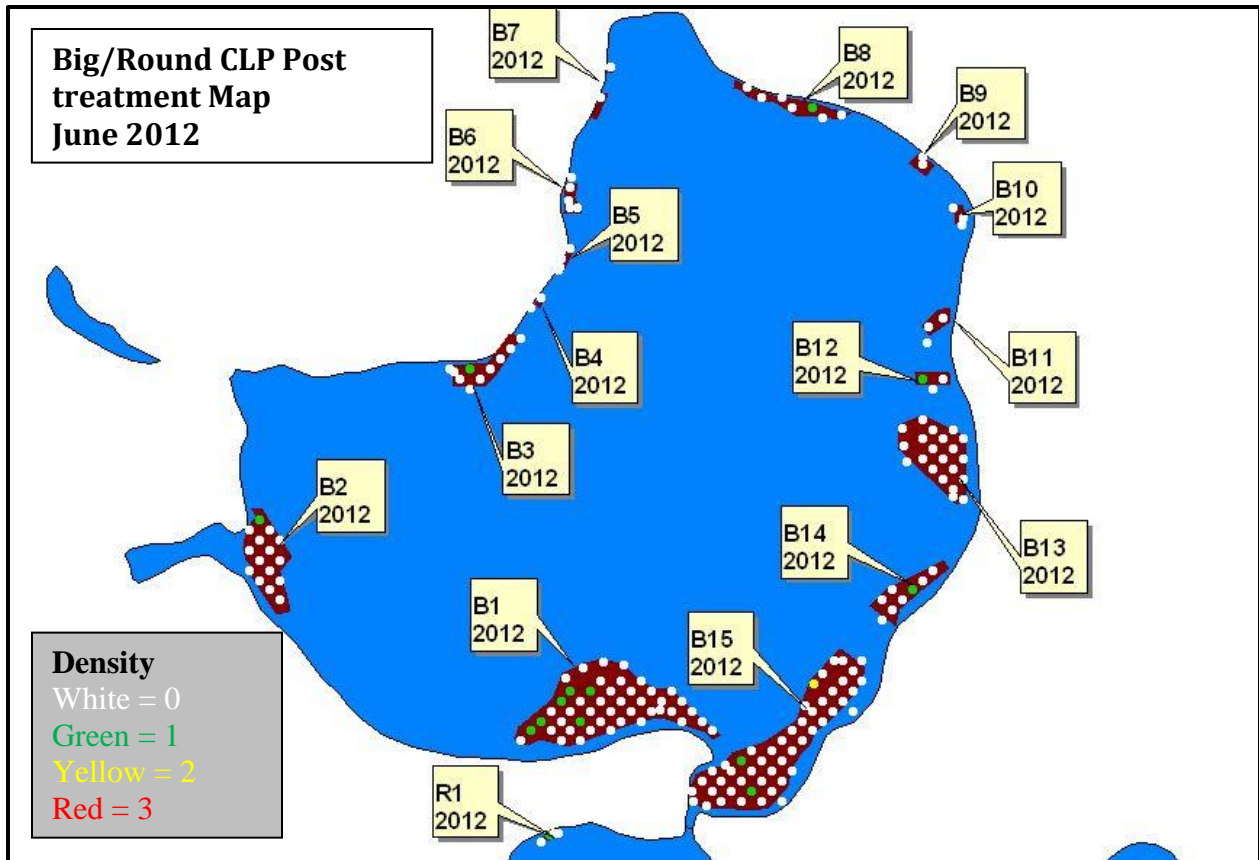 Big/Round CLP Post
treatment Map
June 2012
B7
2012
B8
2012
B9
2012
B6
2012
B10
2012
B5
2012
B4
2012
B12
2012
B11
2012
B3
2012
B2
2012
B14
2012
B13
2012
B1
2012
B15
2012
R1
2012
Density
White = 0
Green = 1
Yellow = 2
Red = 3